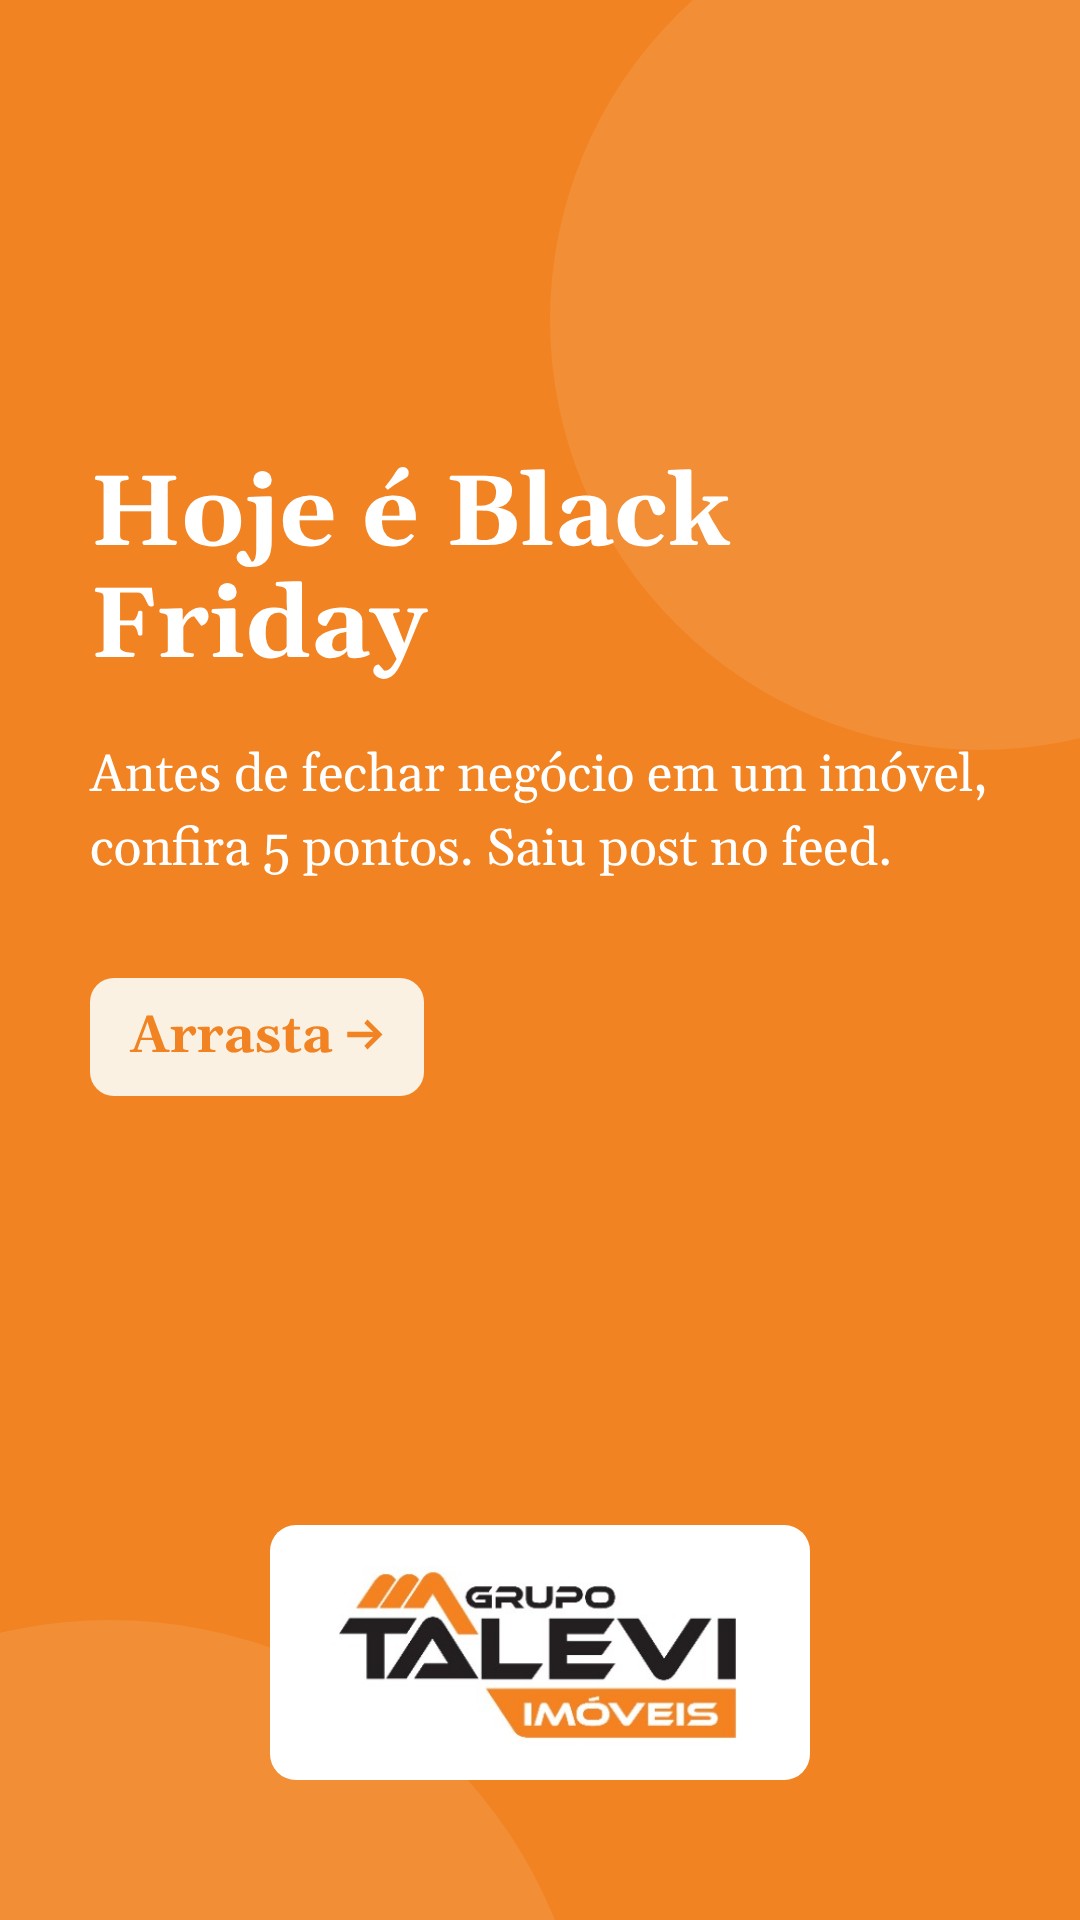 Hoje é Black
Friday
Antes de fechar negócio em um imóvel,
confira 5 pontos. Saiu post no feed.
Arrasta →
GRUPO
TALEVI
IMÓVEIS